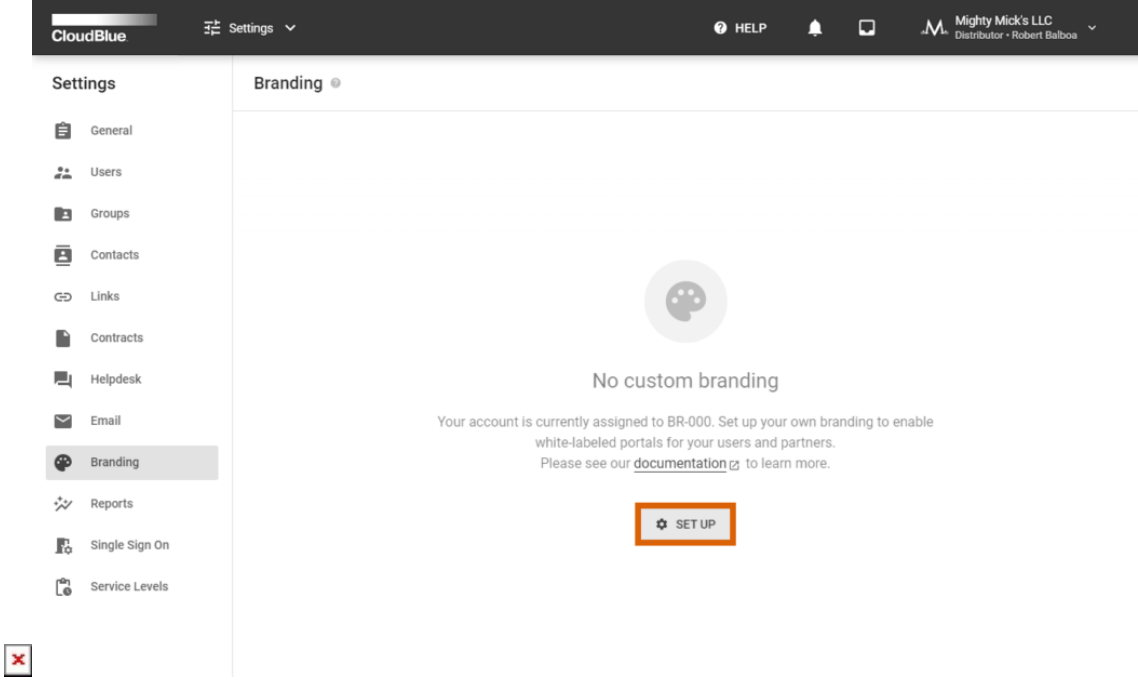 CloudBlue
Settings
HELP
Mighty Mick's LLC
Distributor • Robert Balboa
Settings
Branding
General
Users
Groups
Contacts
Links
Contracts
Helpdesk
Email
Branding
Reports
Single Sign On
Service Levels
No custom branding
Your account is currently assigned to BR-000. Set up your own branding to enable
white-labeled portals for your users and partners.
Please see our documentation to learn more.
SET UP